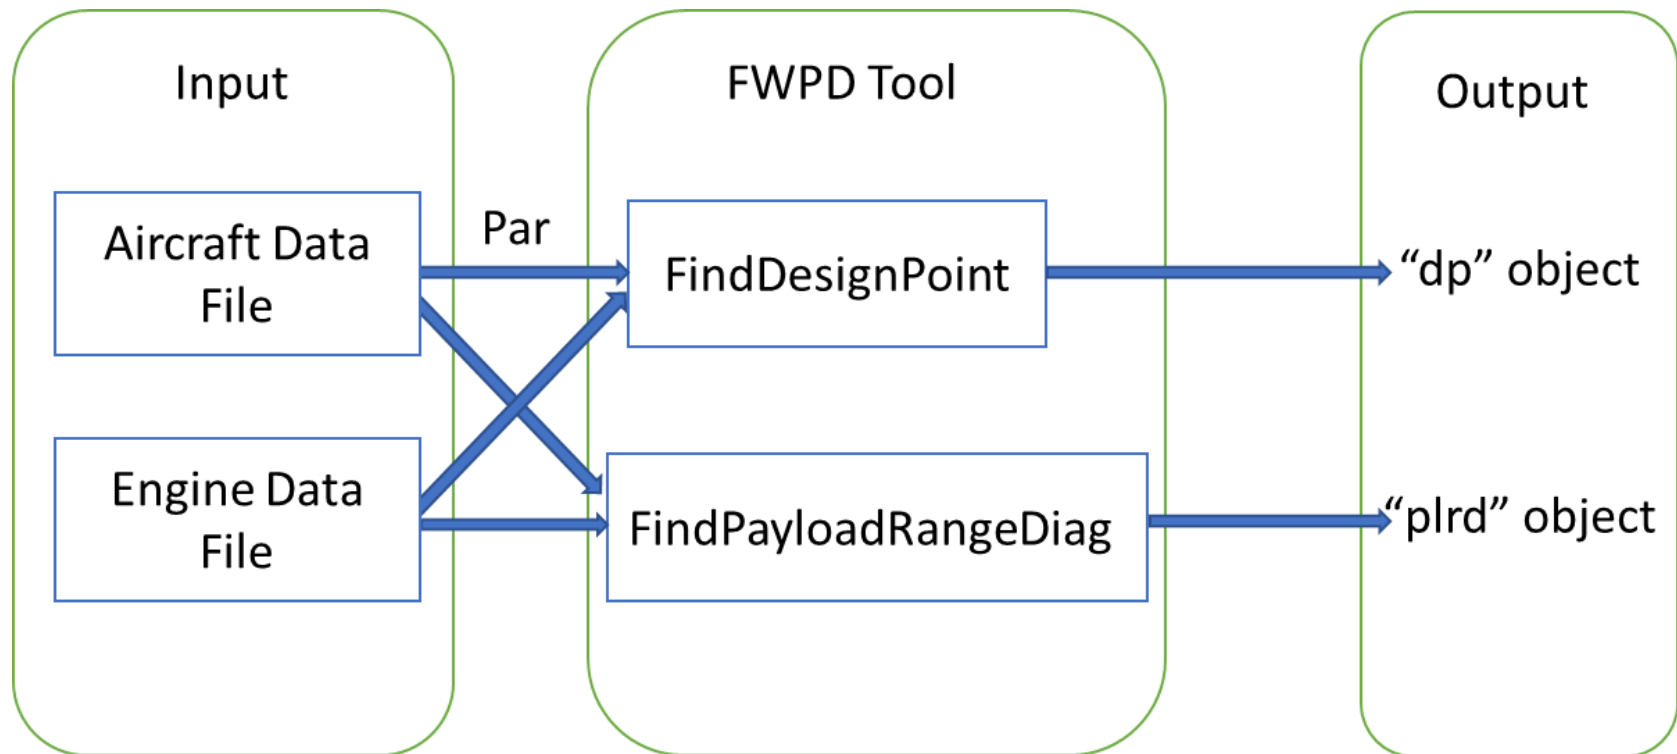 Input
FWPD Tool
Output
Aircraft Data
File
Par
FindDesignPoint
“dp” object
Engine Data
File
FindPayloadRangeDiag
“plrd” object